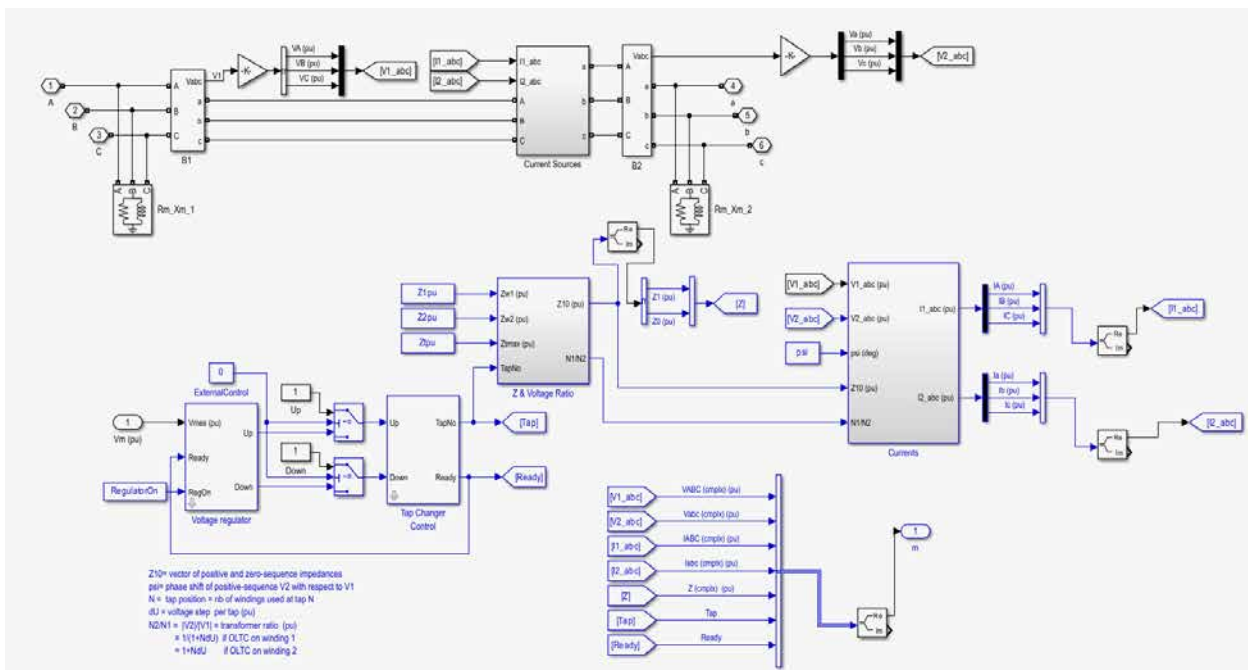 VA (pu)
VB (pu)
VC (pu)
[V1_abc]
[I1_abc]
[I2_abc]
I1_abc
I2_abc
A
B
C
a
b
c
Current Sources
Vabc
A
B
C
a
b
c
B2
-K-
Va (pu)
Vb (pu)
Vc (pu)
[V2_abc]
1
A
2
B
3
C
Vabc
A
B
C
a
b
c
B1
V1
-K-
4
a
5
b
6
c
A
B
C
Rm_Xm_1
A
B
C
Rm_Xm_2
Re
Im
Z1pu
Z2pu
Ztpu
Zw1 (pu)
Zw2 (pu)
Ztmax (pu)
TapNo
Z10 (pu)
N1/N2
Z & Voltage Ratio
Z1 (pu)
Z0 (pu)
[Z]
[V1_abc]
[V2_abc]
psi
V1_abc (pu)
V2_abc (pu)
psi (deg)
Z10 (pu)
N1/N2
I1_abc (pu)
I2_abc (pu)
Currents
IA (pu)
IB (pu)
IC (pu)
Re
Im
[I1_abc]
Ia (pu)
Ib (pu)
Ic (pu)
Re
Im
[I2_abc]
0
ExternalControl
1
Up
1
Down
1
Vm (pu)
RegulatorOn
Vmes (pu)
Ready
RegOn
Up
Down
Voltage regulator
Up
Down
TapNo
Ready
Tap Changer
Control
[Tap]
[Ready]
[V1_abc]
VABC (cmplx) (pu)
[V2_abc]
Vabc (cmplx) (pu)
[I1_abc]
IABC (cmplx) (pu)
[I2_abc]
Iabc (cmplx) (pu)
[Z]
Z (cmplx) (pu)
[Tap]
Tap
[Ready]
Ready
Re
Im
1
m
Z10= vector of positive and zero-sequence impedances
psi= phase shift of positive-sequence V2 with respect to V1
N = tap position = nb of windings used at tap N
dU = voltage step per tap (pu)
N2/N1 = |V2|/|V1| = transformer ratio (pu)
= 1/(1+NdU) if OLTC on winding 1
= 1+NdU if OLTC on winding 2